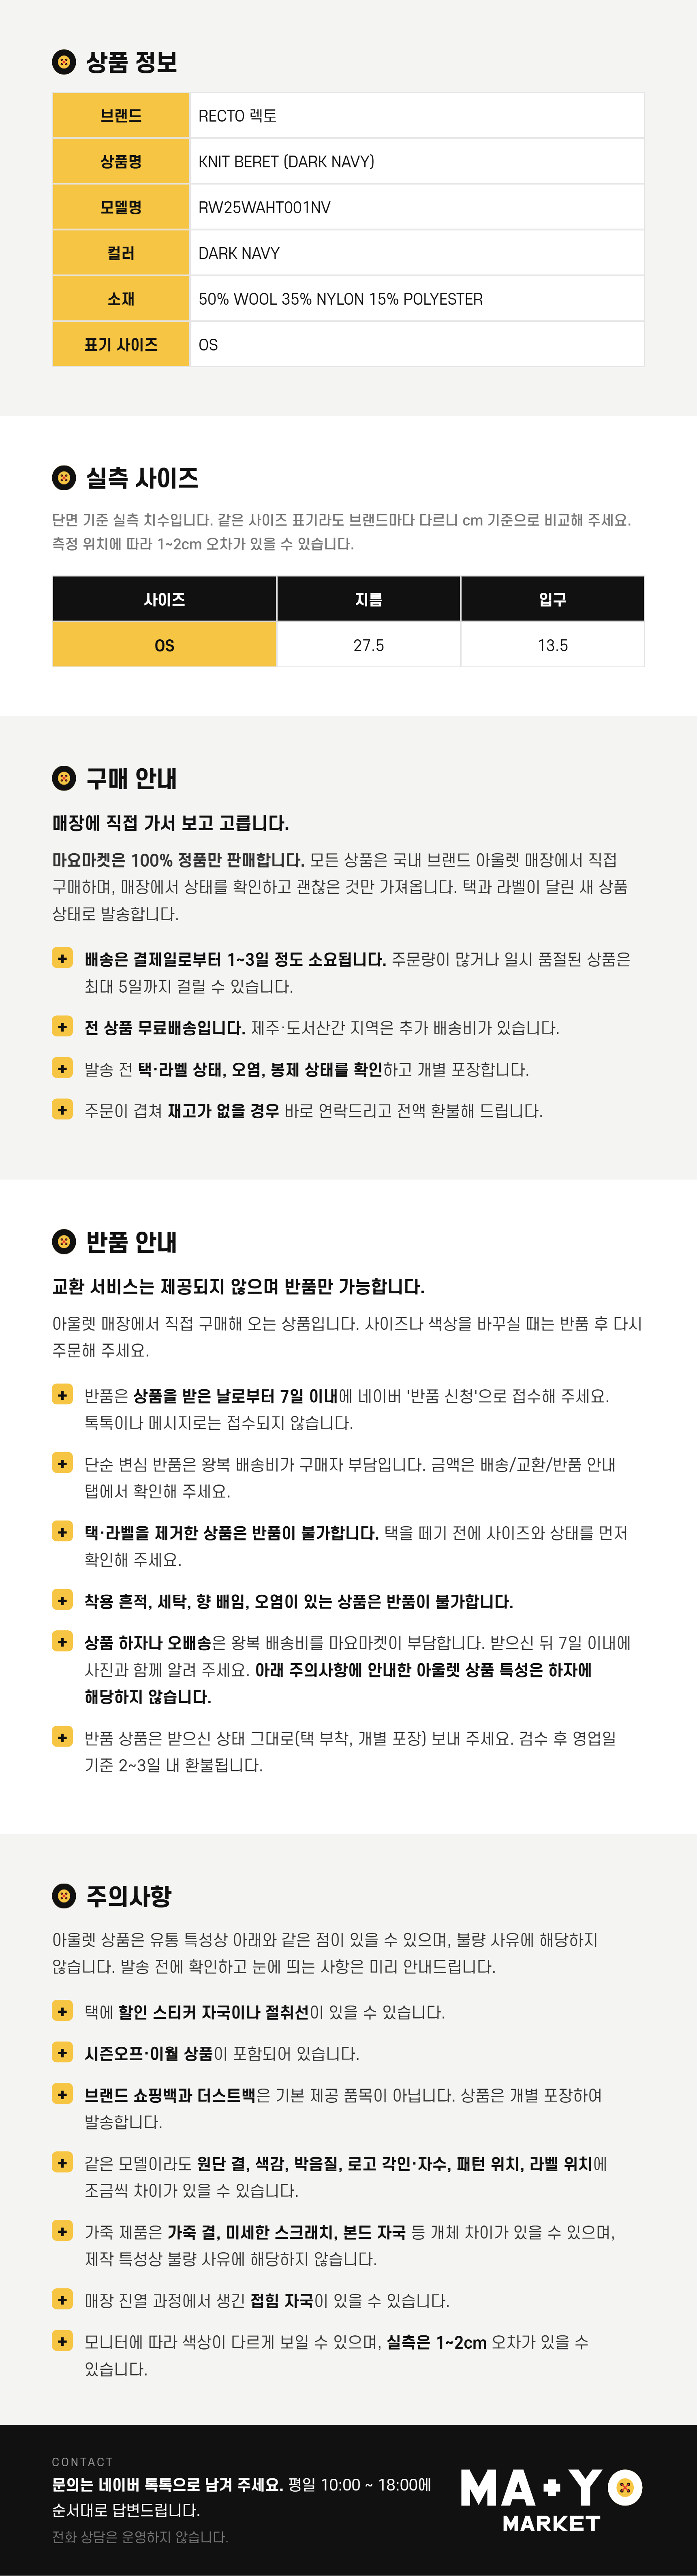 상품 정보
브랜드 RECTO 렉토
상품명 KNIT BERET (DARK NAVY)
모델명 RW25WAHT001NV
컬러 DARK NAVY
소재 50% WOOL 35% NYLON 15% POLYESTER
표기 사이즈 OS
실측 사이즈
단면 기준 실측 치수입니다. 같은 사이즈 표기라도 브랜드마다 다르니 cm 기준으로 비교해 주세요.
측정 위치에 따라 1~2cm 오차가 있을 수 있습니다.
사이즈 지름 입구
OS 27.5 13.5
구매 안내
매장에 직접 가서 보고 고릅니다.
마요마켓은 100% 정품만 판매합니다. 모든 상품은 국내 브랜드 아울렛 매장에서 직접
구매하며, 매장에서 상태를 확인하고 괜찮은 것만 가져옵니다. 택과 라벨이 달린 새 상품
상태로 발송합니다.
+ 배송은 결제일로부터 1~3일 정도 소요됩니다. 주문량이 많거나 일시 품절된 상품은
최대 5일까지 걸릴 수 있습니다.
+ 전 상품 무료배송입니다. 제주·도서산간 지역은 추가 배송비가 있습니다.
+ 발송 전 택·라벨 상태, 오염, 봉제 상태를 확인하고 개별 포장합니다.
+ 주문이 겹쳐 재고가 없을 경우 바로 연락드리고 전액 환불해 드립니다.
반품 안내
교환 서비스는 제공되지 않으며 반품만 가능합니다.
아울렛 매장에서 직접 구매해 오는 상품입니다. 사이즈나 색상을 바꾸실 때는 반품 후 다시
주문해 주세요.
+ 반품은 상품을 받은 날로부터 7일 이내에 네이버 '반품 신청'으로 접수해 주세요.
톡톡이나 메시지로는 접수되지 않습니다.
+ 단순 변심 반품은 왕복 배송비가 구매자 부담입니다. 금액은 배송/교환/반품 안내
탭에서 확인해 주세요.
+ 택·라벨을 제거한 상품은 반품이 불가합니다. 택을 떼기 전에 사이즈와 상태를 먼저
확인해 주세요.
+ 착용 흔적, 세탁, 향 배임, 오염이 있는 상품은 반품이 불가합니다.
+ 상품 하자나 오배송은 왕복 배송비를 마요마켓이 부담합니다. 받으신 뒤 7일 이내에
사진과 함께 알려 주세요. 아래 주의사항에 안내한 아울렛 상품 특성은 하자에
해당하지 않습니다.
+ 반품 상품은 받으신 상태 그대로(택 부착, 개별 포장) 보내 주세요. 검수 후 영업일
기준 2~3일 내 환불됩니다.
주의사항
아울렛 상품은 유통 특성상 아래와 같은 점이 있을 수 있으며, 불량 사유에 해당하지
않습니다. 발송 전에 확인하고 눈에 띄는 사항은 미리 안내드립니다.
+ 택에 할인 스티커 자국이나 절취선이 있을 수 있습니다.
+ 시즌오프·이월 상품이 포함되어 있습니다.
+ 브랜드 쇼핑백과 더스트백은 기본 제공 품목이 아닙니다. 상품은 개별 포장하여
발송합니다.
+ 같은 모델이라도 원단 결, 색감, 박음질, 로고 각인·자수, 패턴 위치, 라벨 위치에
조금씩 차이가 있을 수 있습니다.
+ 가죽 제품은 가죽 결, 미세한 스크래치, 본드 자국 등 개체 차이가 있을 수 있으며,
제작 특성상 불량 사유에 해당하지 않습니다.
+ 매장 진열 과정에서 생긴 접힘 자국이 있을 수 있습니다.
+ 모니터에 따라 색상이 다르게 보일 수 있으며, 실측은 1~2cm 오차가 있을 수
있습니다.
CONTACT
문의는 네이버 톡톡으로 남겨 주세요. 평일 10:00 ~ 18:00에
순서대로 답변드립니다.
전화 상담은 운영하지 않습니다.
MA+YO
MARKET